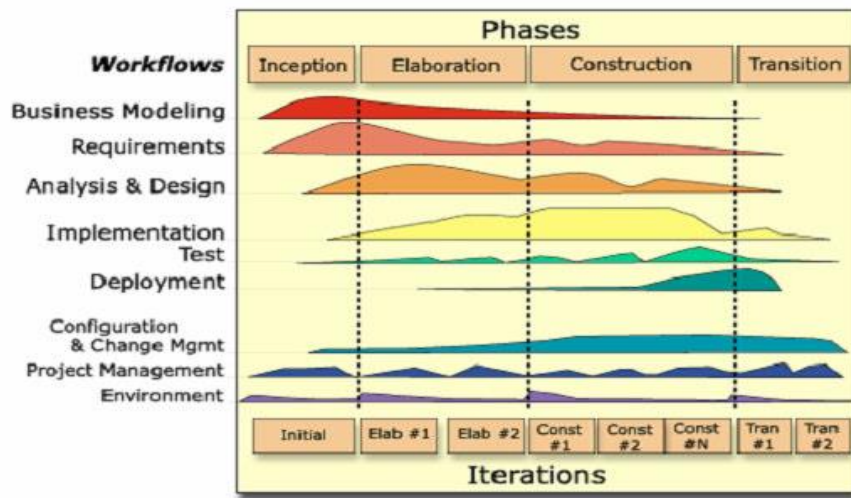 Phases
Workflows
Inception
Elaboration
Construction
Transition
Business Modeling
Requirements
Analysis & Design
Implementation
Test
Deployment
Configuration
& Change Mgmt
Project Management
Environment
Initial
Elab #1
Elab #2
Const
#1
Const
#2
Const
#N
Tran
#1
Tran
#2
Iterations